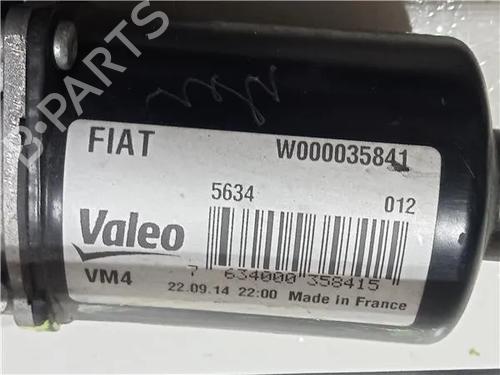 B-PARTS
FIAT W000035841
5634 012
Valeo
VM4 7 634000 358415
22.09.14 22:00 Made in France